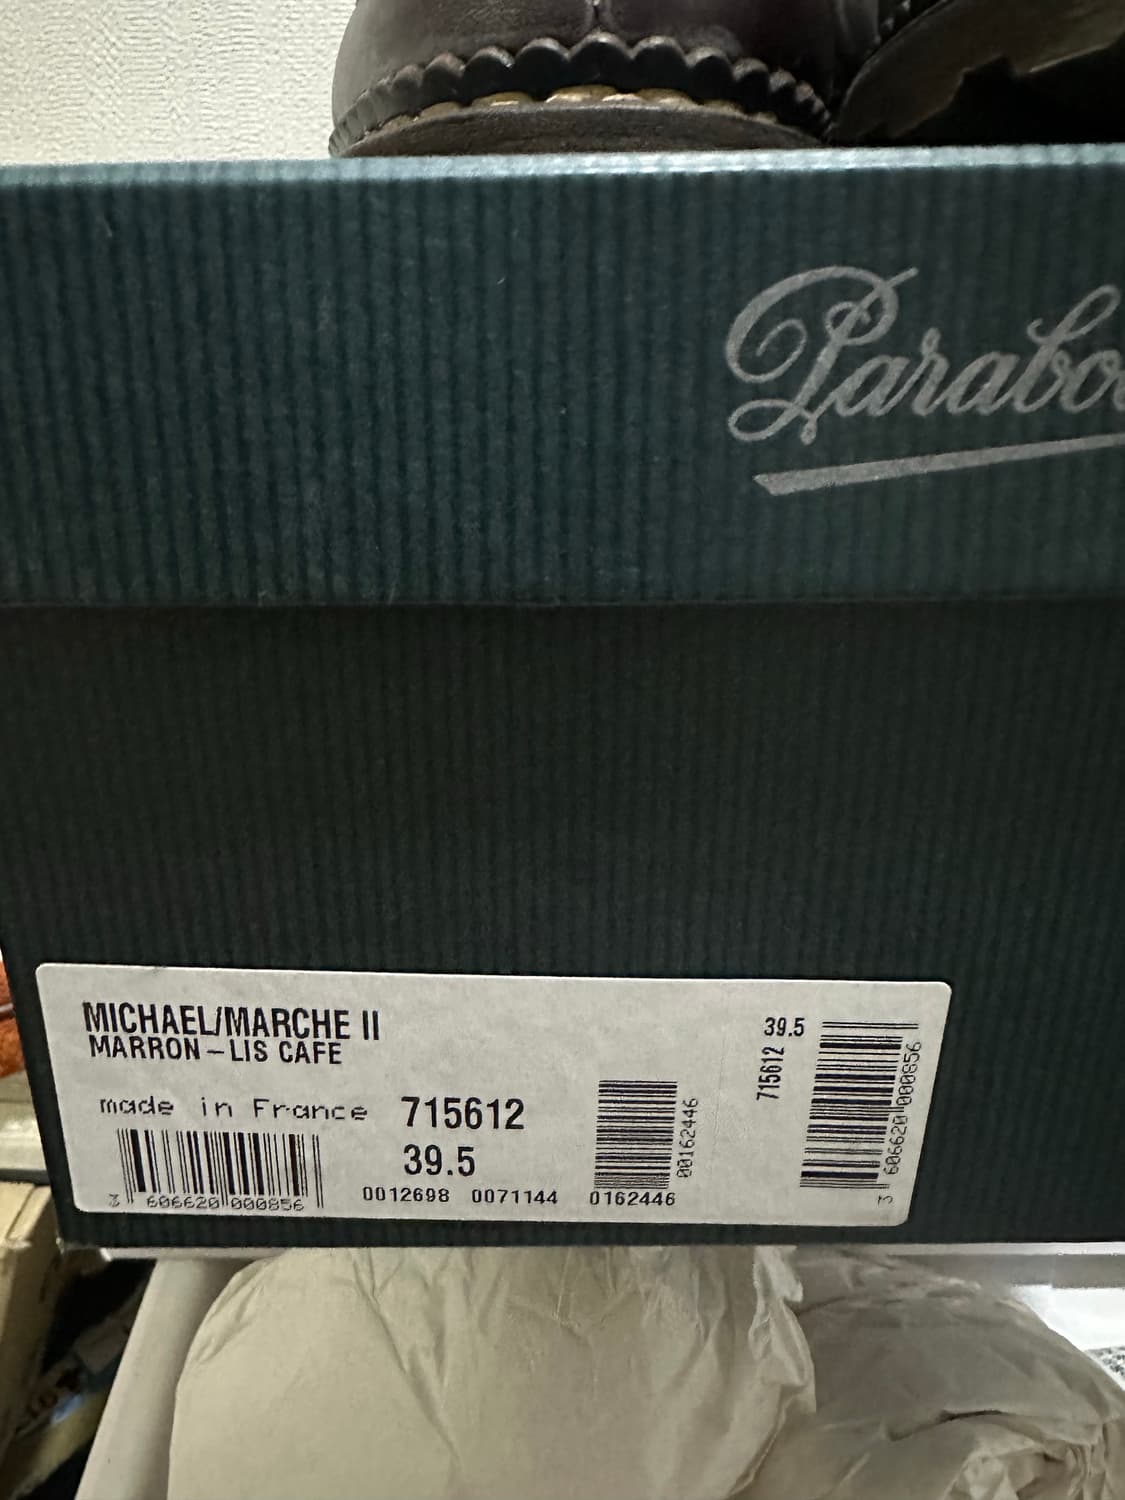 Parabo
MICHAEL/MARCHE II
MARRON-LIS CAFE
made in France 715612
39.5
3 606620 000856
0012698 0071144 0162446
00162446
39.5
715612
3 606620 000856